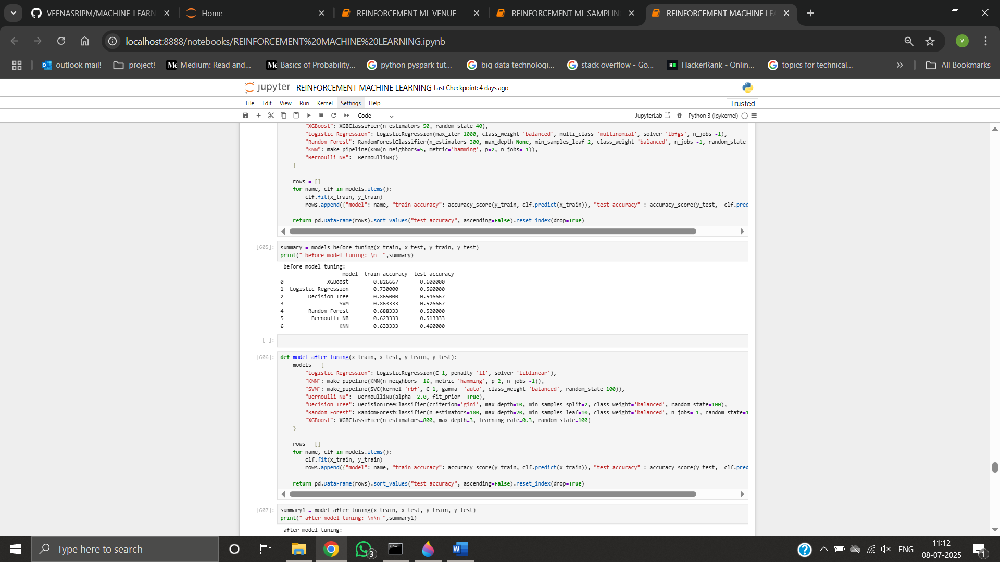 VEENASRIPM/MACHINE-LEARN
Home
REINFORCEMENT ML VENUE
REINFORCEMENT ML SAMPLIN
REINFORCEMENT MACHINE LE
localhost:8888/notebooks/REINFORCEMENT%20MACHINE%20LEARNING.ipynb
V
outlook mail!
project!
Medium: Read and...
Basics of Probability...
python pyspark tut...
big data technologi...
stack overflow - Go...
HackerRank - Onlin...
topics for technical...
All Bookmarks
jupyter REINFORCEMENT MACHINE LEARNING Last Checkpoint: 4 days ago
File Edit View Run Kernel Settings Help
Trusted
Code
JupyterLab
Python 3 (ipykernel)
"XGBoost": XGBClassifier(n_estimators=50, random_state=40),
"Logistic Regression": LogisticRegression(max_iter=1000, class_weight='balanced', multi_class='multinomial', solver='lbfgs', n_jobs=-1),
"Random Forest": RandomForestClassifier(n_estimators=300, max_depth=None, min_samples_leaf=2, class_weight='balanced', n_jobs=-1, random_state=
"KNN": make_pipeline(KNN(n_neighbors=5, metric='hamming', p=2, n_jobs=-1)),
"Bernoulli NB":  BernoulliNB()
}
rows = []
for name, clf in models.items():
clf.fit(x_train, y_train)
rows.append({"model": name, "train accuracy": accuracy_score(y_train, clf.predict(x_train)), "test accuracy" : accuracy_score(y_test,  clf.pred
return pd.DataFrame(rows).sort_values("test accuracy", ascending=False).reset_index(drop=True)
[605]:
summary = models_before_tuning(x_train, x_test, y_train, y_test)
print(" before model tuning: \n  ",summary)
before model tuning:
model  train accuracy  test accuracy
0 XGBoost 0.826667 0.600000
1 Logistic Regression 0.730000 0.560000
2 Decision Tree 0.865000 0.546667
3 SVM 0.863333 0.526667
4 Random Forest 0.688333 0.520000
5 Bernoulli NB 0.623333 0.513333
6 KNN 0.633333 0.460000
[ ]:
[606]:
def model_after_tuning(x_train, x_test, y_train, y_test):
models = {
"Logistic Regression": LogisticRegression(C=1, penalty='l1', solver='liblinear'),
"KNN": make_pipeline(KNN(n_neighbors= 16, metric='hamming', p=2, n_jobs=-1)),
"SVM": make_pipeline(SVC(kernel='rbf', C=1, gamma ='auto', class_weight='balanced', random_state=100)),
"Bernoulli NB":  BernoulliNB(alpha= 2.0, fit_prior= True),
"Decision Tree": DecisionTreeClassifier(criterion='gini', max_depth=10, min_samples_split=2, class_weight='balanced', random_state=100),
"Random Forest": RandomForestClassifier(n_estimators=100, max_depth=20, min_samples_leaf=10, class_weight='balanced', n_jobs=-1, random_state=1
"XGBoost": XGBClassifier(n_estimators=800, max_depth=3, learning_rate=0.3, random_state=100)
}
rows = []
for name, clf in models.items():
clf.fit(x_train, y_train)
rows.append({"model": name, "train accuracy": accuracy_score(y_train, clf.predict(x_train)), "test accuracy" : accuracy_score(y_test,  clf.pred
return pd.DataFrame(rows).sort_values("test accuracy", ascending=False).reset_index(drop=True)
[607]:
summary1 = model_after_tuning(x_train, x_test, y_train, y_test)
print(" after model tuning: \n\n ",summary1)
after model tuning:
Type here to search
3
ENG
11:12
08-07-2025
1